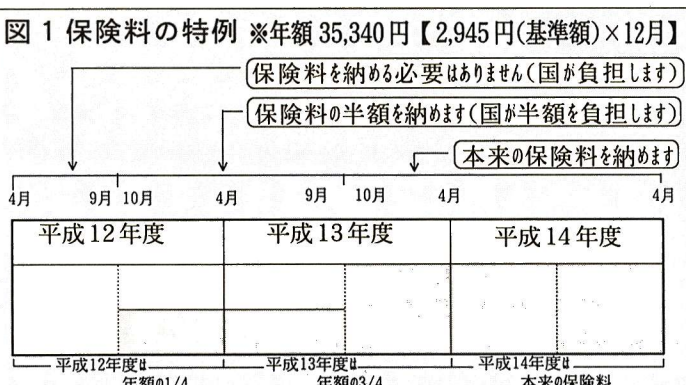 図1保険料の特例 ※年額35,340円【2,945円(基準額)×12月】
保険料を納める必要はありません(国が負担します)
保険料の半額を納めます(国が半額を負担します)
本来の保険料を納めます
4月 9月 10月 4月 9月 10月 4月 4月
平成12年度 平成13年度 平成14年度
平成12年度は 平成13年度は 平成14年度は
年額の1/4 年額の3/4 本来の保険料